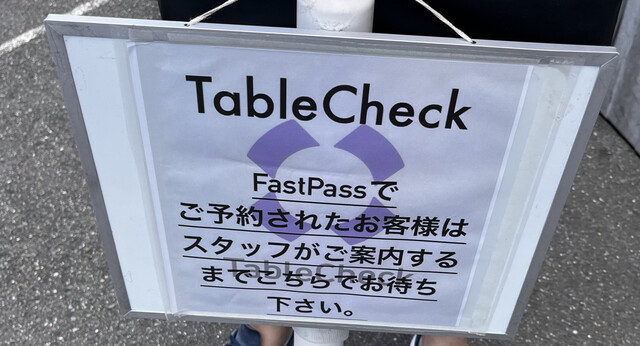 TableCheck
FastPassで
ご予約されたお客様は
スタッフがご案内する
TableCheck
までこちらでお待ち
下さい。